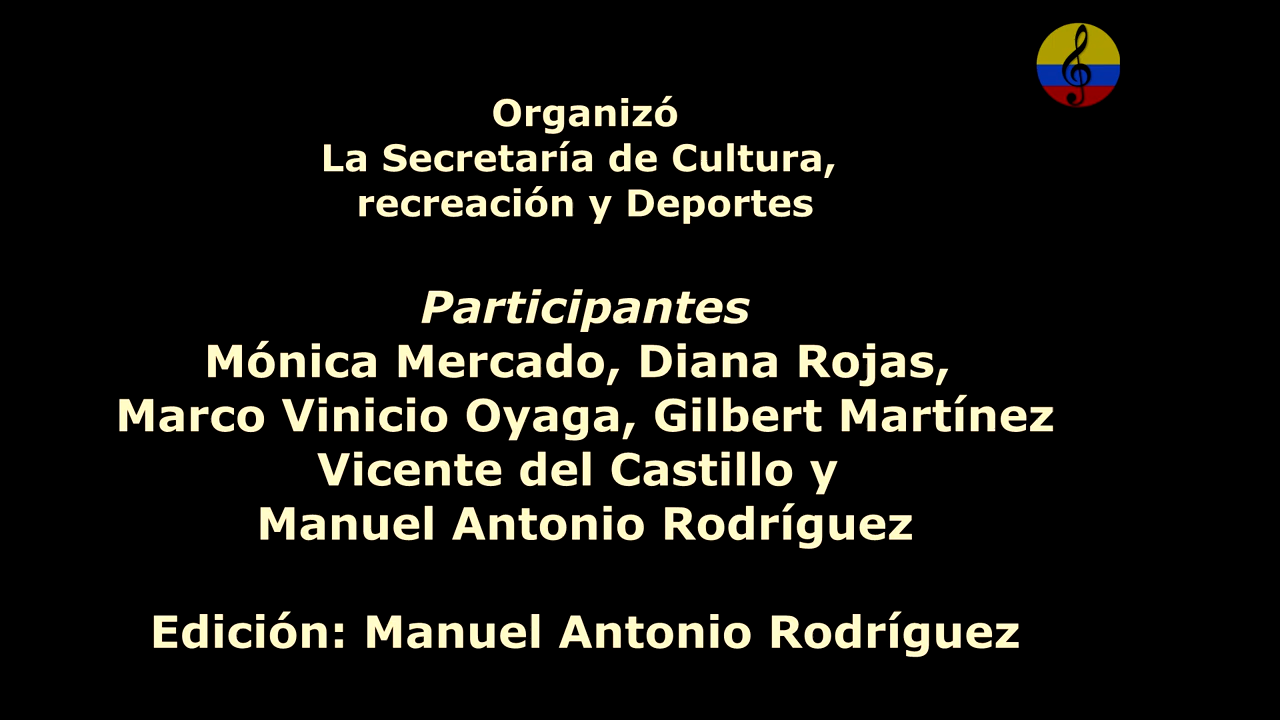 Organizó
La Secretaría de Cultura,
recreación y Deportes
Participantes
Mónica Mercado, Diana Rojas,
Marco Vinicio Oyaga, Gilbert Martínez
Vicente del Castillo y
Manuel Antonio Rodríguez
Edición: Manuel Antonio Rodríguez